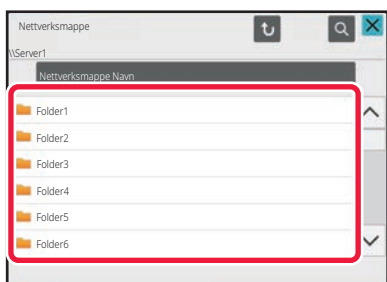 Nettverksmappe
\\Server1
Nettverksmappe Navn
Folder1
Folder2
Folder3
Folder4
Folder5
Folder6